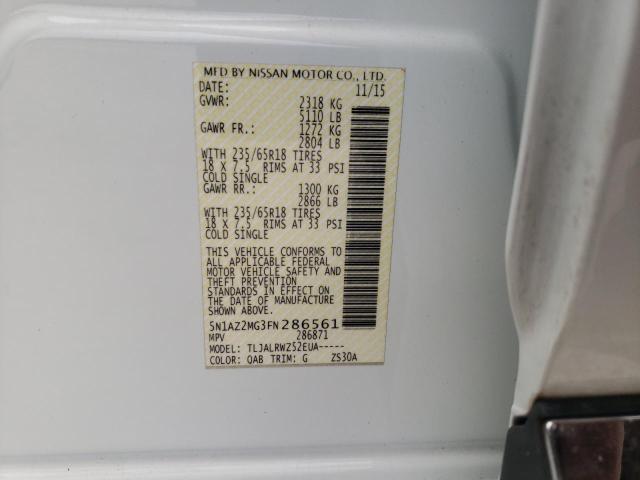 MFD BY NISSAN MOTOR CO., LTD.
DATE: 11/15
GVWR: 2318 KG
5110 LB
GAWR FR.: 1272 KG
2804 LB
WITH 235/65R18 TIRES
18 X 7.5 RIMS AT 33 PSI
COLD SINGLE
GAWR RR.: 1300 KG
2866 LB
WITH 235/65R18 TIRES
18 X 7.5 RIMS AT 33 PSI
COLD SINGLE
THIS VEHICLE CONFORMS TO
ALL APPLICABLE FEDERAL
MOTOR VEHICLE SAFETY AND
THEFT PREVENTION
STANDARDS IN EFFECT ON
THE DATE OF MANUFACTURE
SHOWN ABOVE.
5N1AZ2MG3FN286561
MPV 286871
MODEL: TLJALRWZ52EUA-----
COLOR: QAB TRIM: G ZS30A